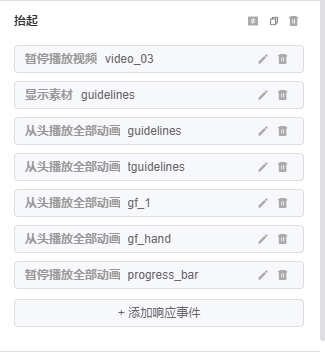 抬起
暂停播放视频 video_03
显示素材 guidelines
从头播放全部动画 guidelines
从头播放全部动画 tguidelines
从头播放全部动画 gf_1
从头播放全部动画 gf_hand
暂停播放全部动画 progress_bar
+ 添加响应事件